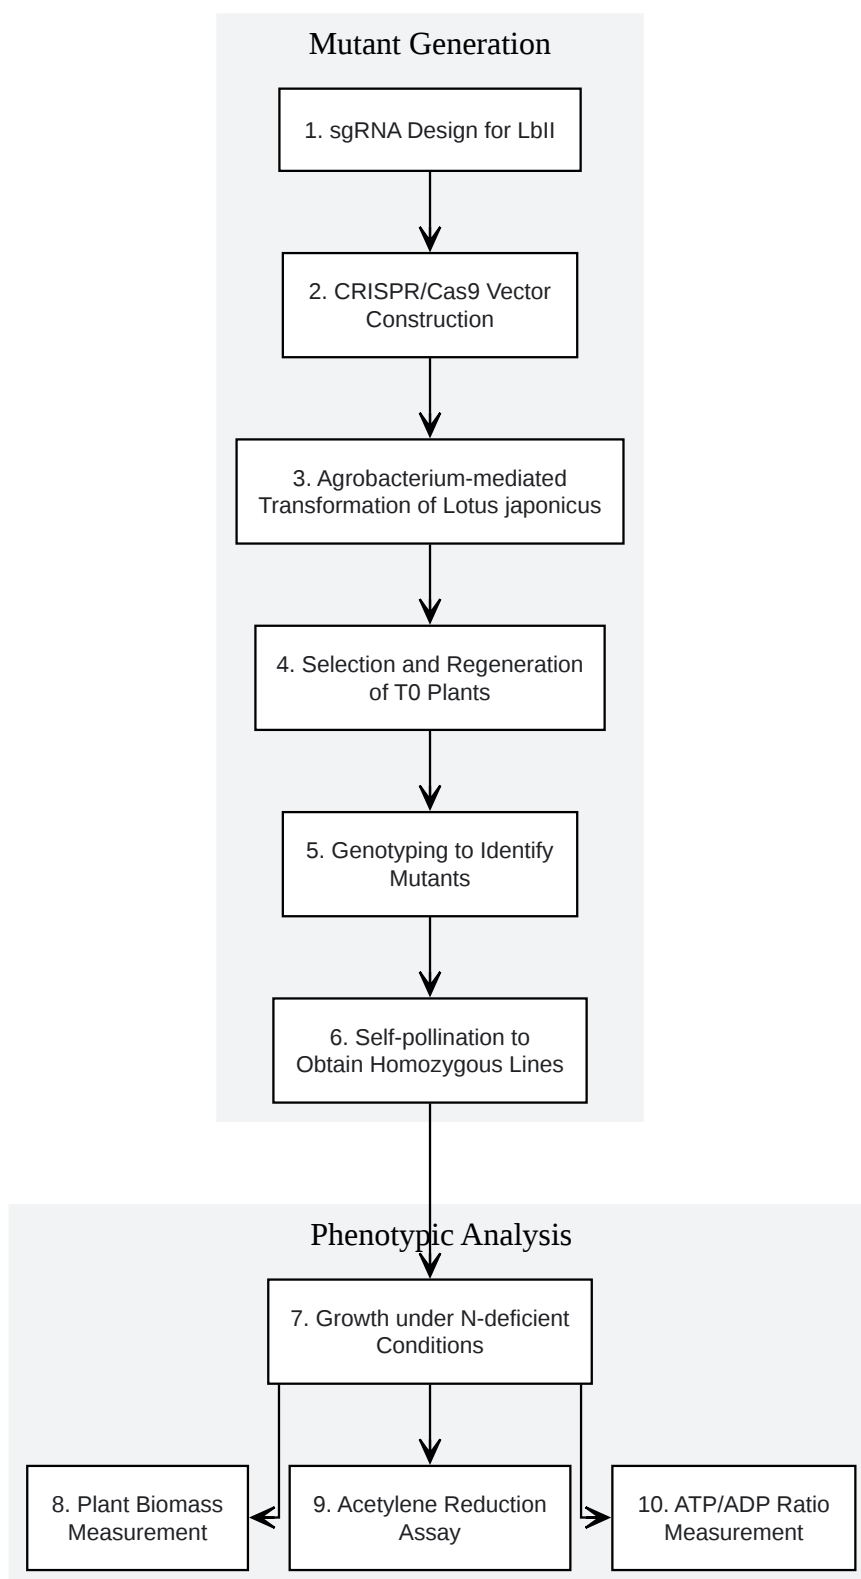 Mutant Generation
1. sgRNA Design for LbII
2. CRISPR/Cas9 Vector
Construction
3. Agrobacterium-mediated
Transformation of Lotus japonicus
4. Selection and Regeneration
of T0 Plants
5. Genotyping to Identify
Mutants
6. Self-pollination to
Obtain Homozygous Lines
Phenotypic Analysis
7. Growth under N-deficient
Conditions
8. Plant Biomass
Measurement
9. Acetylene Reduction
Assay
10. ATP/ADP Ratio
Measurement